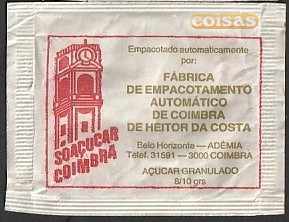 coisas
Empacotado automaticamente
por:
FÁBRICA
DE EMPACOTAMENTO
AUTOMÁTICO
DE COIMBRA
DE HEITOR DA COSTA
Belo Horizonte — ADÉMIA
Telef. 31591 — 3000 COIMBRA
AÇUCAR GRANULADO
8/10 grs
SOAÇUCAR
COIMBRA